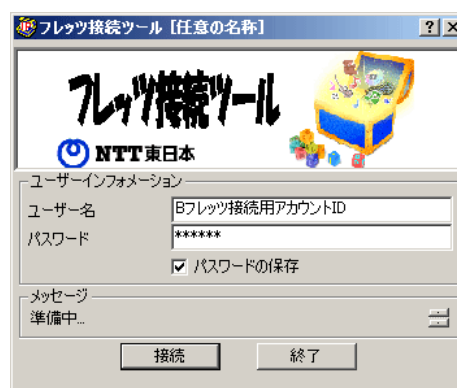 フレッツ接続ツール [任意の名称]
フレッツ接続ツール
NTT東日本
ユーザーインフォメーション
ユーザー名
Bフレッツ接続用アカウントID
パスワード
******
パスワードの保存
メッセージ
準備中...
接続
終了